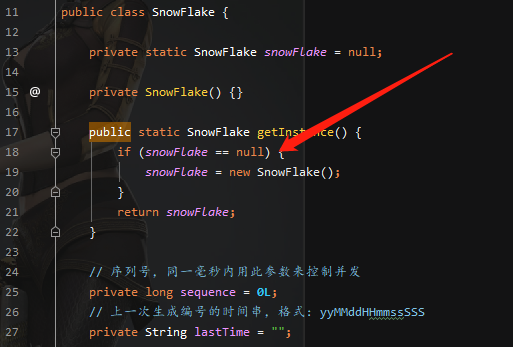 11 public class SnowFlake {
12
13 private static SnowFlake snowFlake = null;
14
15 @ private SnowFlake() {}
16
17 public static SnowFlake getInstance() {
18 if (snowFlake == null) {
19 snowFlake = new SnowFlake();
20 }
21 return snowFlake;
22 }
23
24 // 序列号，同一毫秒内用此参数来控制并发
25 private long sequence = 0L;
26 // 上一次生成编号的时间串，格式：yyMMddHHmmssSSS
27 private String lastTime = "";